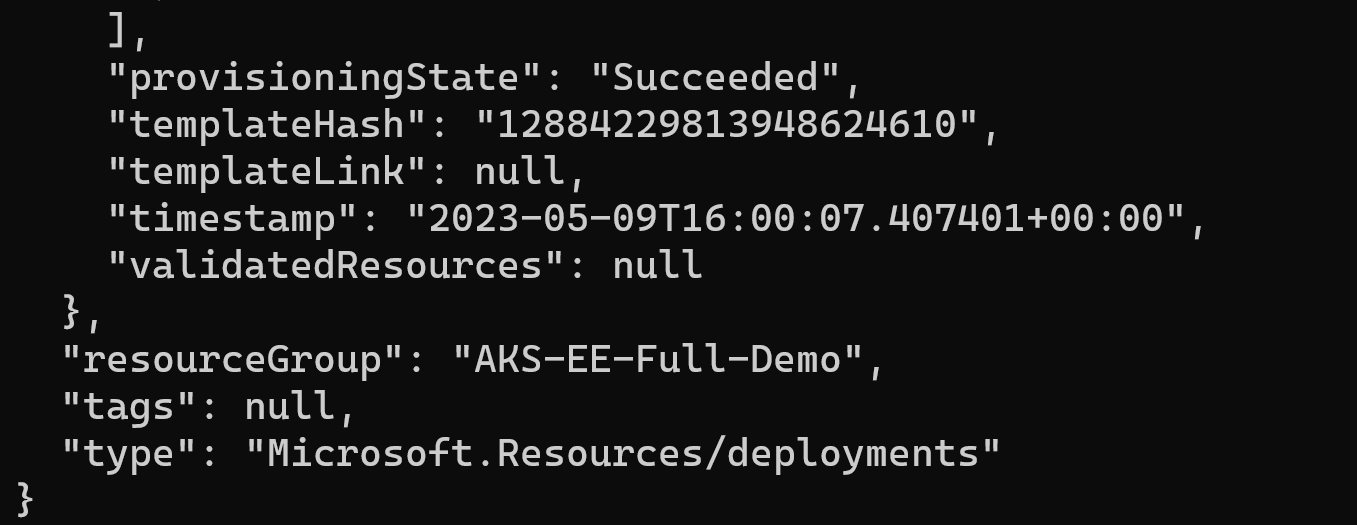 ],
"provisioningState": "Succeeded",
"templateHash": "12884229813948624610",
"templateLink": null,
"timestamp": "2023-05-09T16:00:07.407401+00:00",
"validatedResources": null
},
"resourceGroup": "AKS-EE-Full-Demo",
"tags": null,
"type": "Microsoft.Resources/deployments"
}